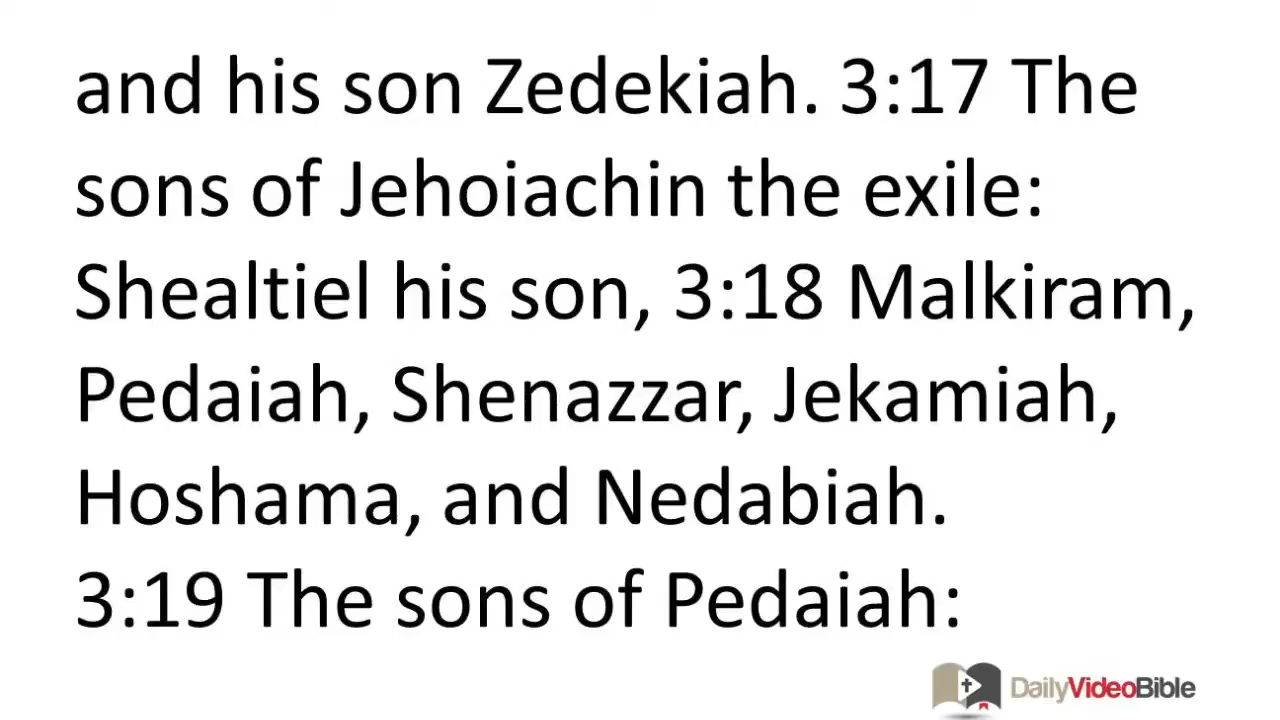 and his son Zedekiah. 3:17 The
sons of Jehoiachin the exile:
Shealtiel his son, 3:18 Malkiram,
Pedaiah, Shenazzar, Jekamiah,
Hoshama, and Nedabiah.
3:19 The sons of Pedaiah:
DailyVideoBible